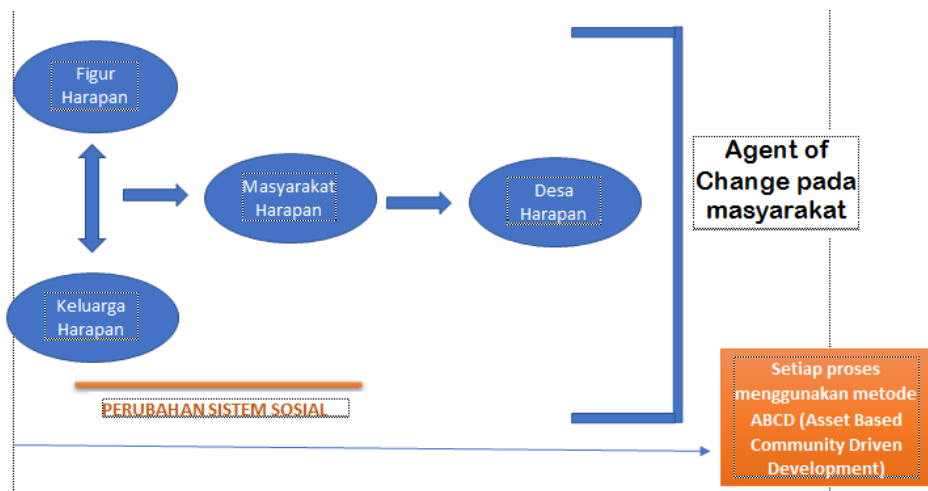 Figur
Harapan
Masyarakat
Harapan
Desa
Harapan
Keluarga
Harapan
PERUBAHAN SISTEM SOSIAL
Agent of
Change pada
masyarakat
Setiap proses
menggunakan metode
ABCD (Asset Based
Community Driven
Development)